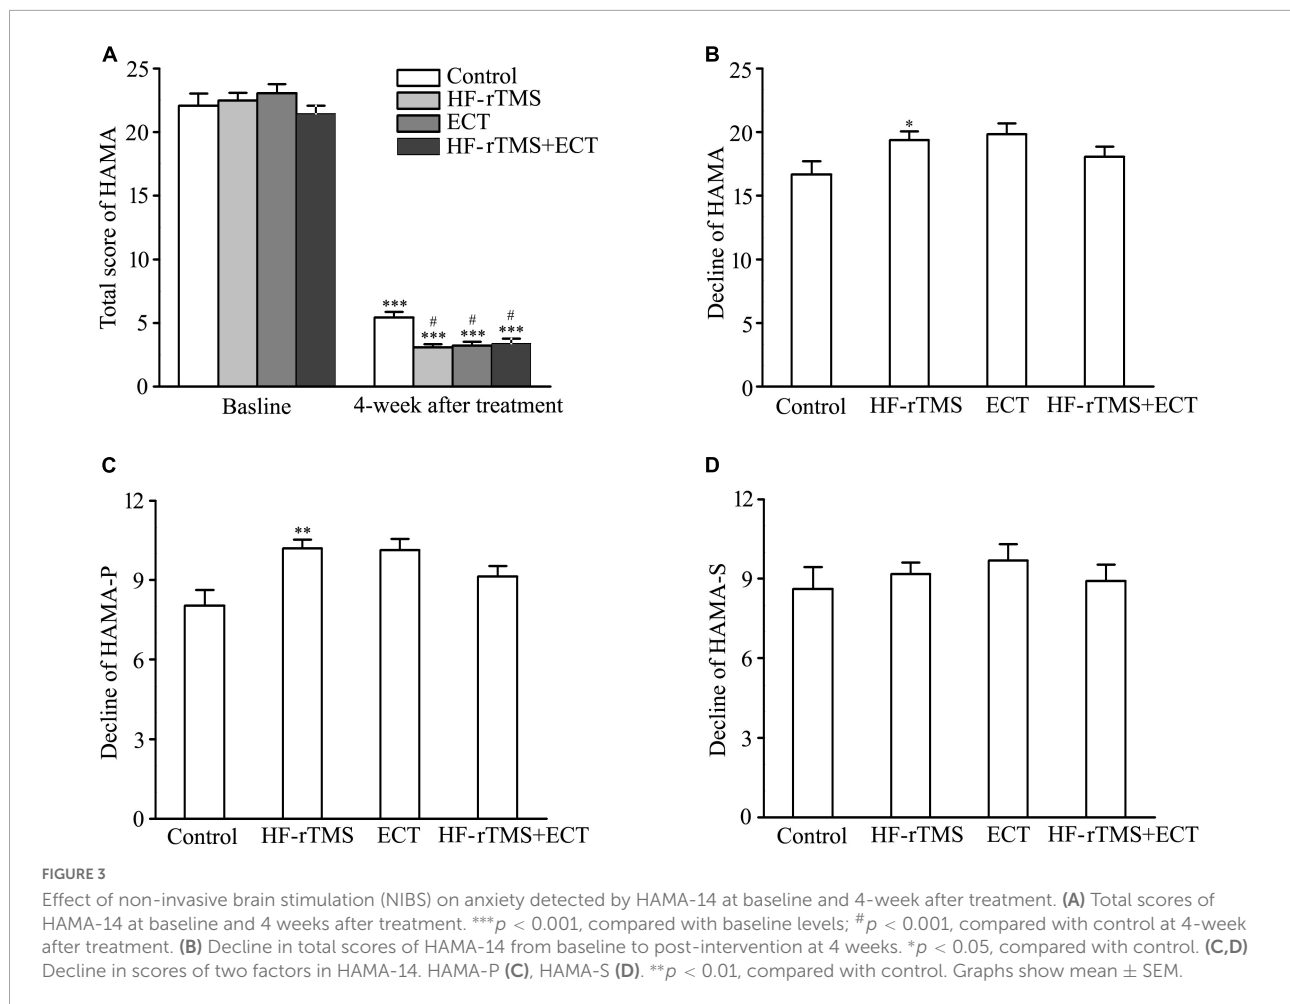 A
25
20
15
10
5
0
Total score of HAMA
Control
HF-rTMS
ECT
HF-rTMS+ECT
***
#
***
#
***
#
***
Basline
4-week after treatment
B
25
20
15
10
5
0
Decline of HAMA
*
Control
HF-rTMS
ECT
HF-rTMS+ECT
C
12
9
6
3
0
Decline of HAMA-P
**
Control
HF-rTMS
ECT
HF-rTMS+ECT
D
12
9
6
3
0
Decline of HAMA-S
Control
HF-rTMS
ECT
HF-rTMS+ECT
FIGURE 3
Effect of non-invasive brain stimulation (NIBS) on anxiety detected by HAMA-14 at baseline and 4-week after treatment. (A) Total scores of
HAMA-14 at baseline and 4 weeks after treatment. ***p < 0.001, compared with baseline levels; #p < 0.001, compared with control at 4-week
after treatment. (B) Decline in total scores of HAMA-14 from baseline to post-intervention at 4 weeks. *p < 0.05, compared with control. (C,D)
Decline in scores of two factors in HAMA-14. HAMA-P (C), HAMA-S (D). **p < 0.01, compared with control. Graphs show mean ± SEM.